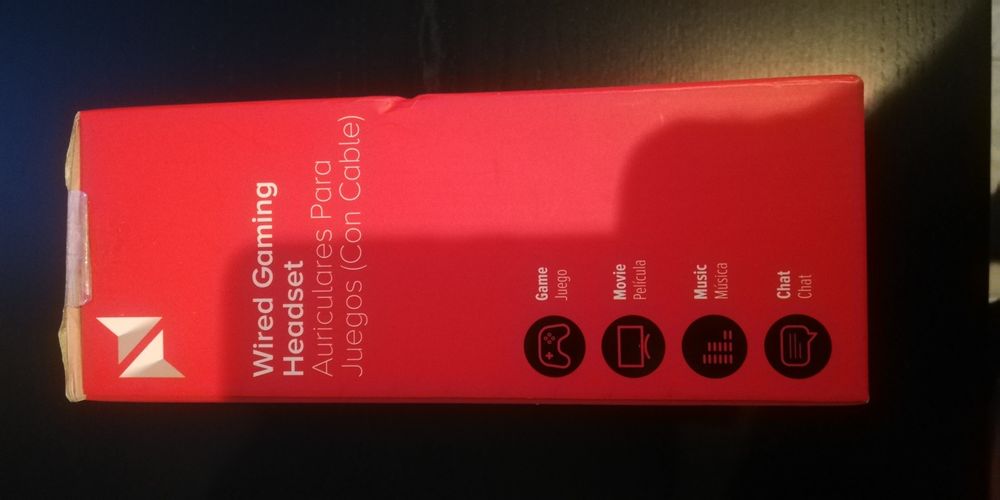 Wired Gaming
Headset
Auriculares Para
Juegos (Con Cable)
Game
Juego
Movie
Película
Music
Música
Chat
Chat